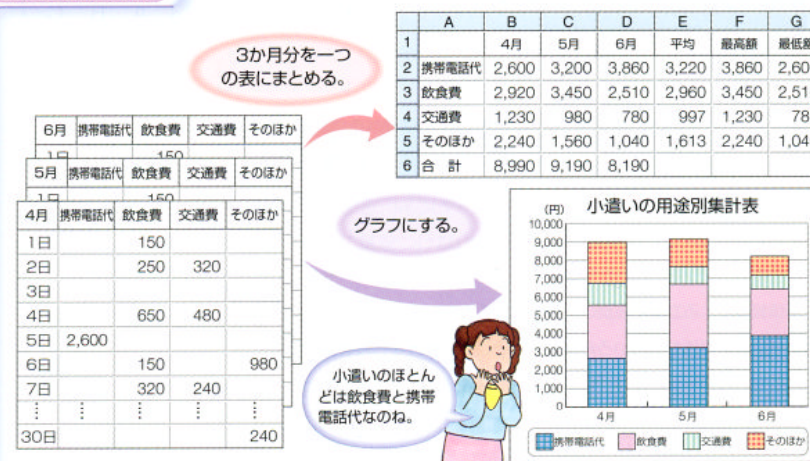 3か月分を一つ
の表にまとめる。
A B C D E F G
1 4月 5月 6月 平均 最高額 最低額
2 携帯電話代 2,600 3,200 3,860 3,220 3,860 2,60
3 飲食費 2,920 3,450 2,510 2,960 3,450 2,51
4 交通費 1,230 980 780 997 1,230 78
5 そのほか 2,240 1,560 1,040 1,613 2,240 1,04
6 合 計 8,990 9,190 8,190
6月 携帯電話代 飲食費 交通費 そのほか
1日 150
5月 携帯電話代 飲食費 交通費 そのほか
1日 150
4月 携帯電話代 飲食費 交通費 そのほか
1日 150
2日 250 320
3日
4日 650 480
5日 2,600
6日 150 980
7日 320 240
30日 240
グラフにする。
小遣いのほとん
どは飲食費と携帯
電話代なのね。
(円) 小遣いの用途別集計表
10,000
9,000
8,000
7,000
6,000
5,000
4,000
3,000
2,000
1,000
0
4月 5月 6月
携帯電話代 飲食費 交通費 そのほか